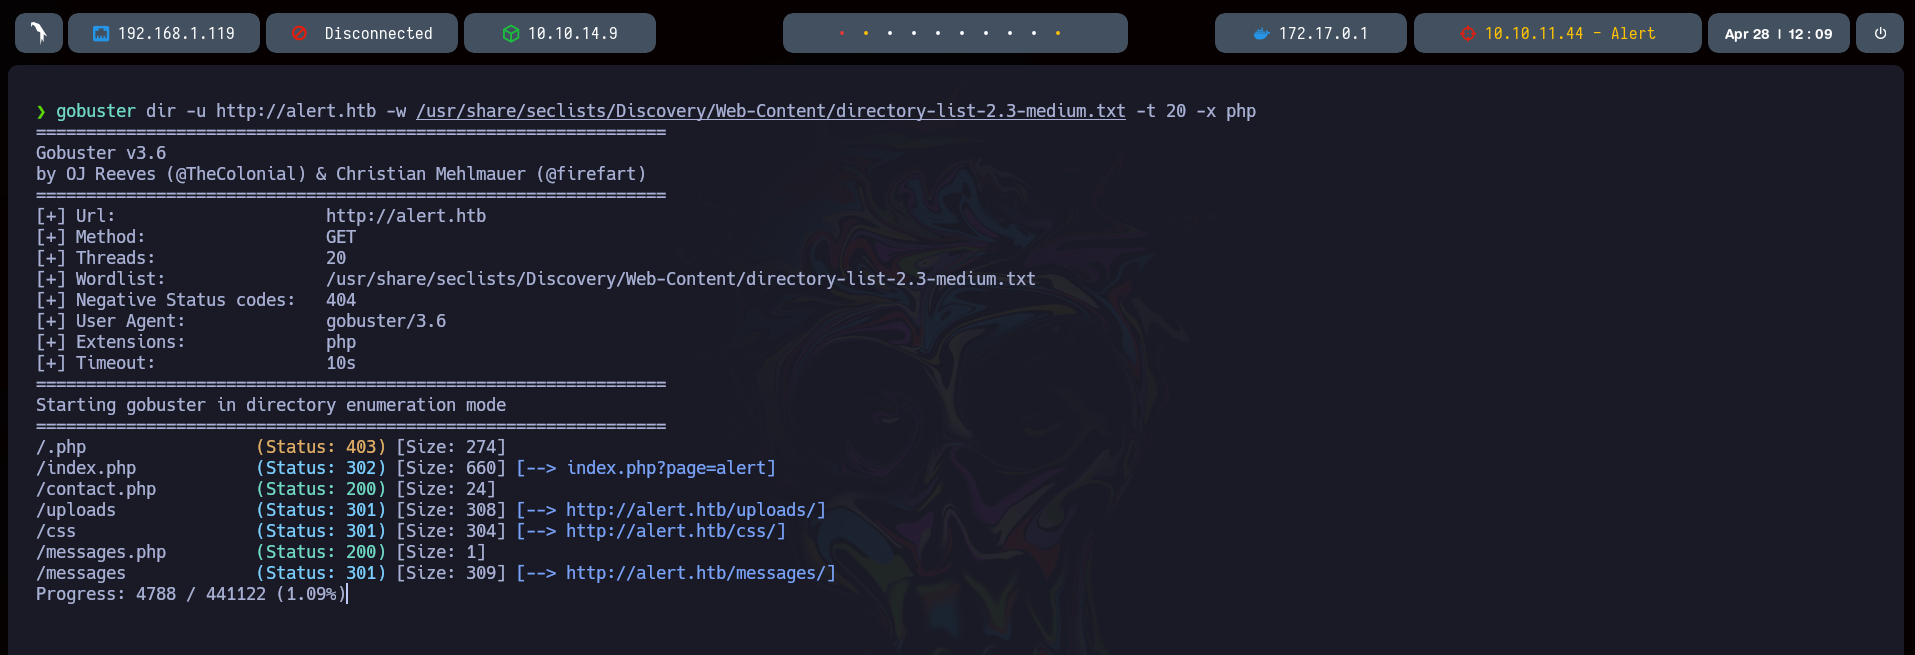 192.168.1.119 Disconnected 10.10.14.9 172.17.0.1 10.10.11.44 - Alert Apr 28 | 12:09
❯ gobuster dir -u http://alert.htb -w /usr/share/seclists/Discovery/Web-Content/directory-list-2.3-medium.txt -t 20 -x php
===============================================================
Gobuster v3.6
by OJ Reeves (@TheColonial) & Christian Mehlmauer (@firefart)
===============================================================
[+] Url:                     http://alert.htb
[+] Method:                  GET
[+] Threads:                 20
[+] Wordlist:                /usr/share/seclists/Discovery/Web-Content/directory-list-2.3-medium.txt
[+] Negative Status codes:   404
[+] User Agent:              gobuster/3.6
[+] Extensions:              php
[+] Timeout:                 10s
===============================================================
Starting gobuster in directory enumeration mode
===============================================================
/.php                 (Status: 403) [Size: 274]
/index.php            (Status: 302) [Size: 660] [--> index.php?page=alert]
/contact.php          (Status: 200) [Size: 24]
/uploads              (Status: 301) [Size: 308] [--> http://alert.htb/uploads/]
/css                  (Status: 301) [Size: 304] [--> http://alert.htb/css/]
/messages.php         (Status: 200) [Size: 1]
/messages             (Status: 301) [Size: 309] [--> http://alert.htb/messages/]
Progress: 4788 / 441122 (1.09%)